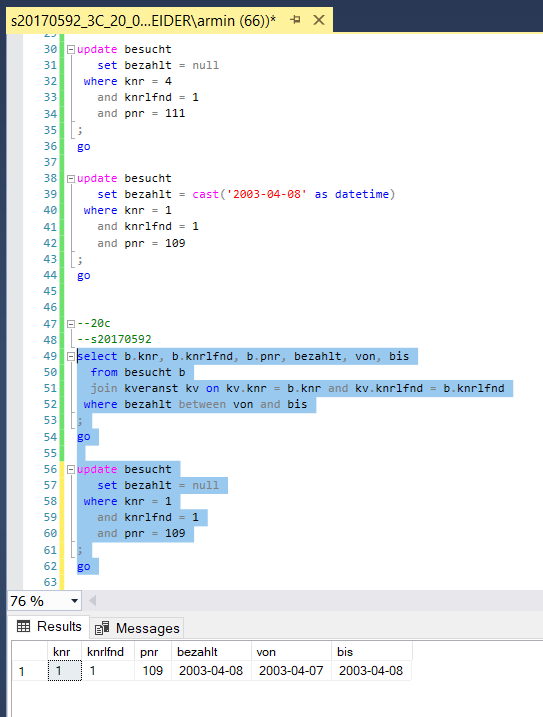 s20170592_3C_20_0...EIDER\armin (66))*
30 update besucht
31 set bezahlt = null
32 where knr = 4
33 and knrlfnd = 1
34 and pnr = 111
35 ;
36 go
37
38 update besucht
39 set bezahlt = cast('2003-04-08' as datetime)
40 where knr = 1
41 and knrlfnd = 1
42 and pnr = 109
43 ;
44 go
45
46
47 --20c
48 --s20170592
49 select b.knr, b.knrlfnd, b.pnr, bezahlt, von, bis
50 from besucht b
51 join kveranst kv on kv.knr = b.knr and kv.knrlfnd = b.knrlfnd
52 where bezahlt between von and bis
53 ;
54 go
55
56 update besucht
57 set bezahlt = null
58 where knr = 1
59 and knrlfnd = 1
60 and pnr = 109
61 ;
62 go
63
76 %
Results Messages
knr knrlfnd pnr bezahlt von bis
1 1 1 109 2003-04-08 2003-04-07 2003-04-08